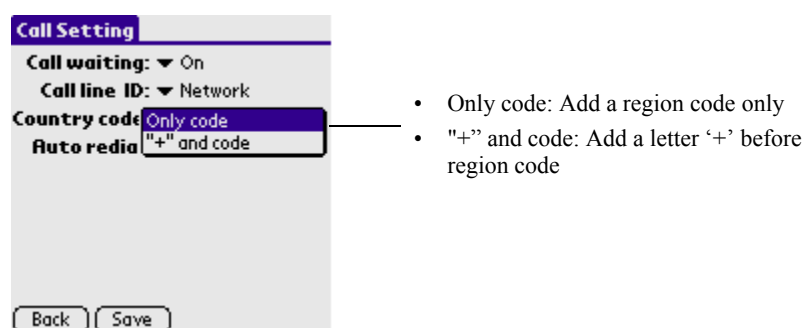 Call Setting
Call waiting: On
Call line ID: Network
Country code
Only code
"+" and code
Auto redia
Back Save
• Only code: Add a region code only
• "+” and code: Add a letter ‘+’ before
region code